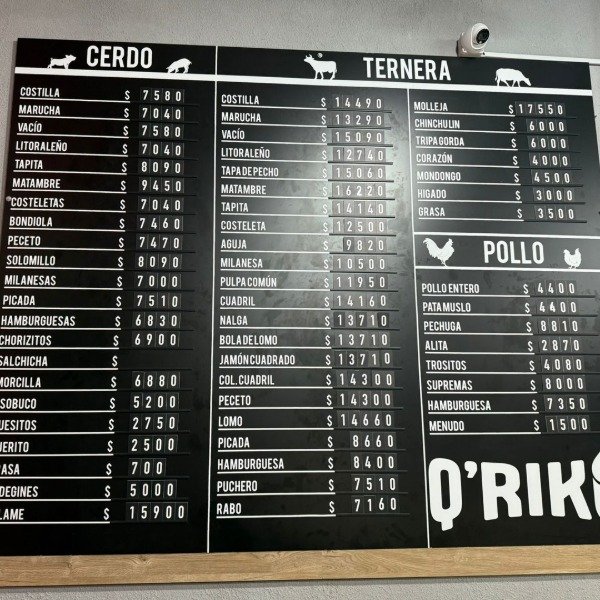 CERDO
COSTILLA $ 7580
MARUCHA $ 7040
VACÍO $ 7580
LITORALEÑO $ 7040
TAPITA $ 8090
MATAMBRE $ 9450
COSTELETAS $ 7040
BONDIOLA $ 7460
PECETO $ 7470
SOLOMILLO $ 8090
MILANESAS $ 7000
PICADA $ 7510
HAMBURGUESAS $ 6830
CHORIZITOS $ 6900
SALCHICHA $
MORCILLA $ 6880
SOBUCO $ 5200
UESITOS $ 2750
UERITO $ 2500
ASA $ 700
DEGINES $ 5000
LAME $ 15900
TERNERA
COSTILLA $ 14490
MARUCHA $ 13290
VACÍO $ 15090
LITORALEÑO $ 12740
TAPA DE PECHO $ 15060
MATAMBRE $ 16220
TAPITA $ 14140
COSTELETA $ 12500
AGUJA $ 9820
MILANESA $ 10500
PULPA COMÚN $ 11950
CUADRIL $ 14160
NALGA $ 13710
BOLA DE LOMO $ 13710
JAMÓN CUADRADO $ 13710
COL. CUADRIL $ 14300
PECETO $ 14300
LOMO $ 14660
PICADA $ 8660
HAMBURGUESA $ 8400
PUCHERO $ 7510
RABO $ 7160
MOLLEJA $ 17550
CHINCHULIN $ 6000
TRIPA GORDA $ 6000
CORAZÓN $ 4000
MONDONGO $ 4500
HIGADO $ 3000
GRASA $ 3500
POLLO
POLLO ENTERO $ 4400
PATA MUSLO $ 4400
PECHUGA $ 8810
ALITA $ 2870
TROSITOS $ 4080
SUPREMAS $ 8000
HAMBURGUESA $ 7350
MENUDO $ 1500
Q'RIK